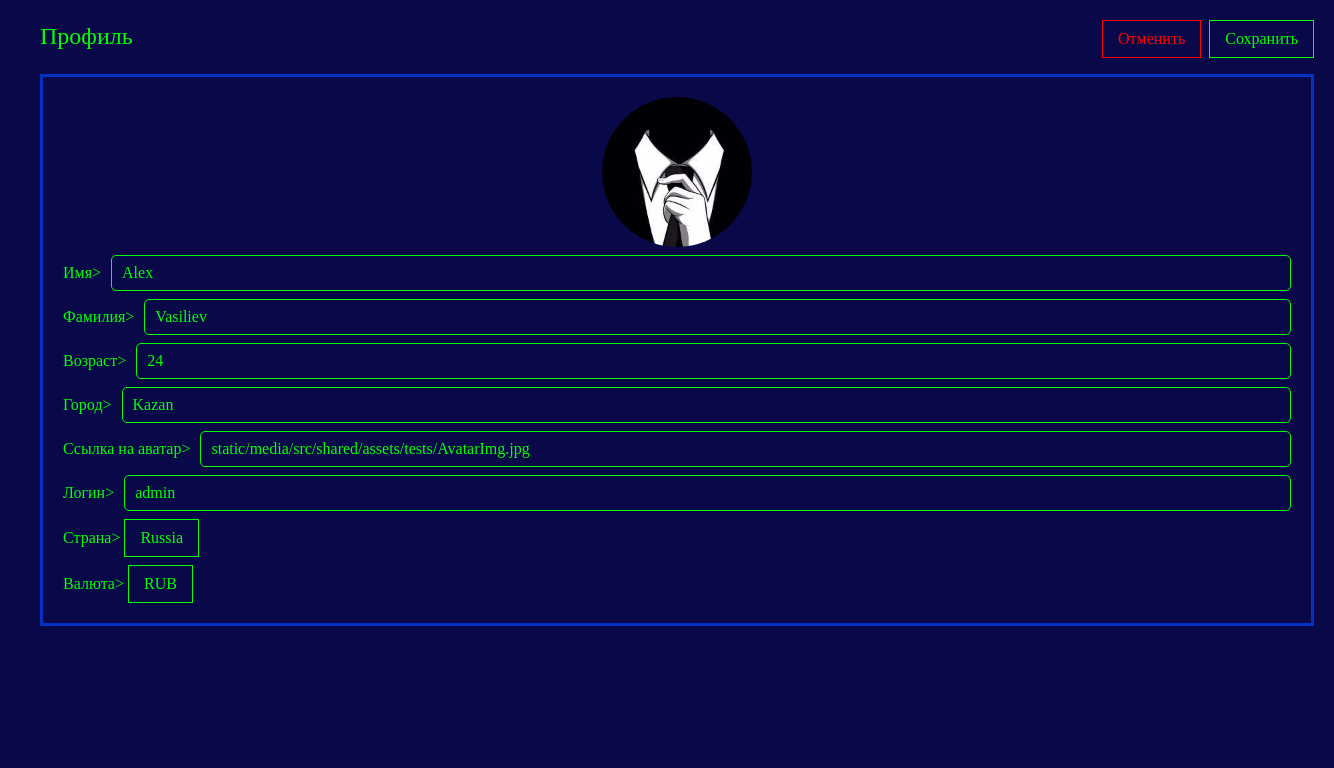 Профиль
Отменить Сохранить
Имя> Alex
Фамилия> Vasiliev
Возраст> 24
Город> Kazan
Ссылка на аватар> static/media/src/shared/assets/tests/AvatarImg.jpg
Логин> admin
Страна> Russia
Валюта> RUB